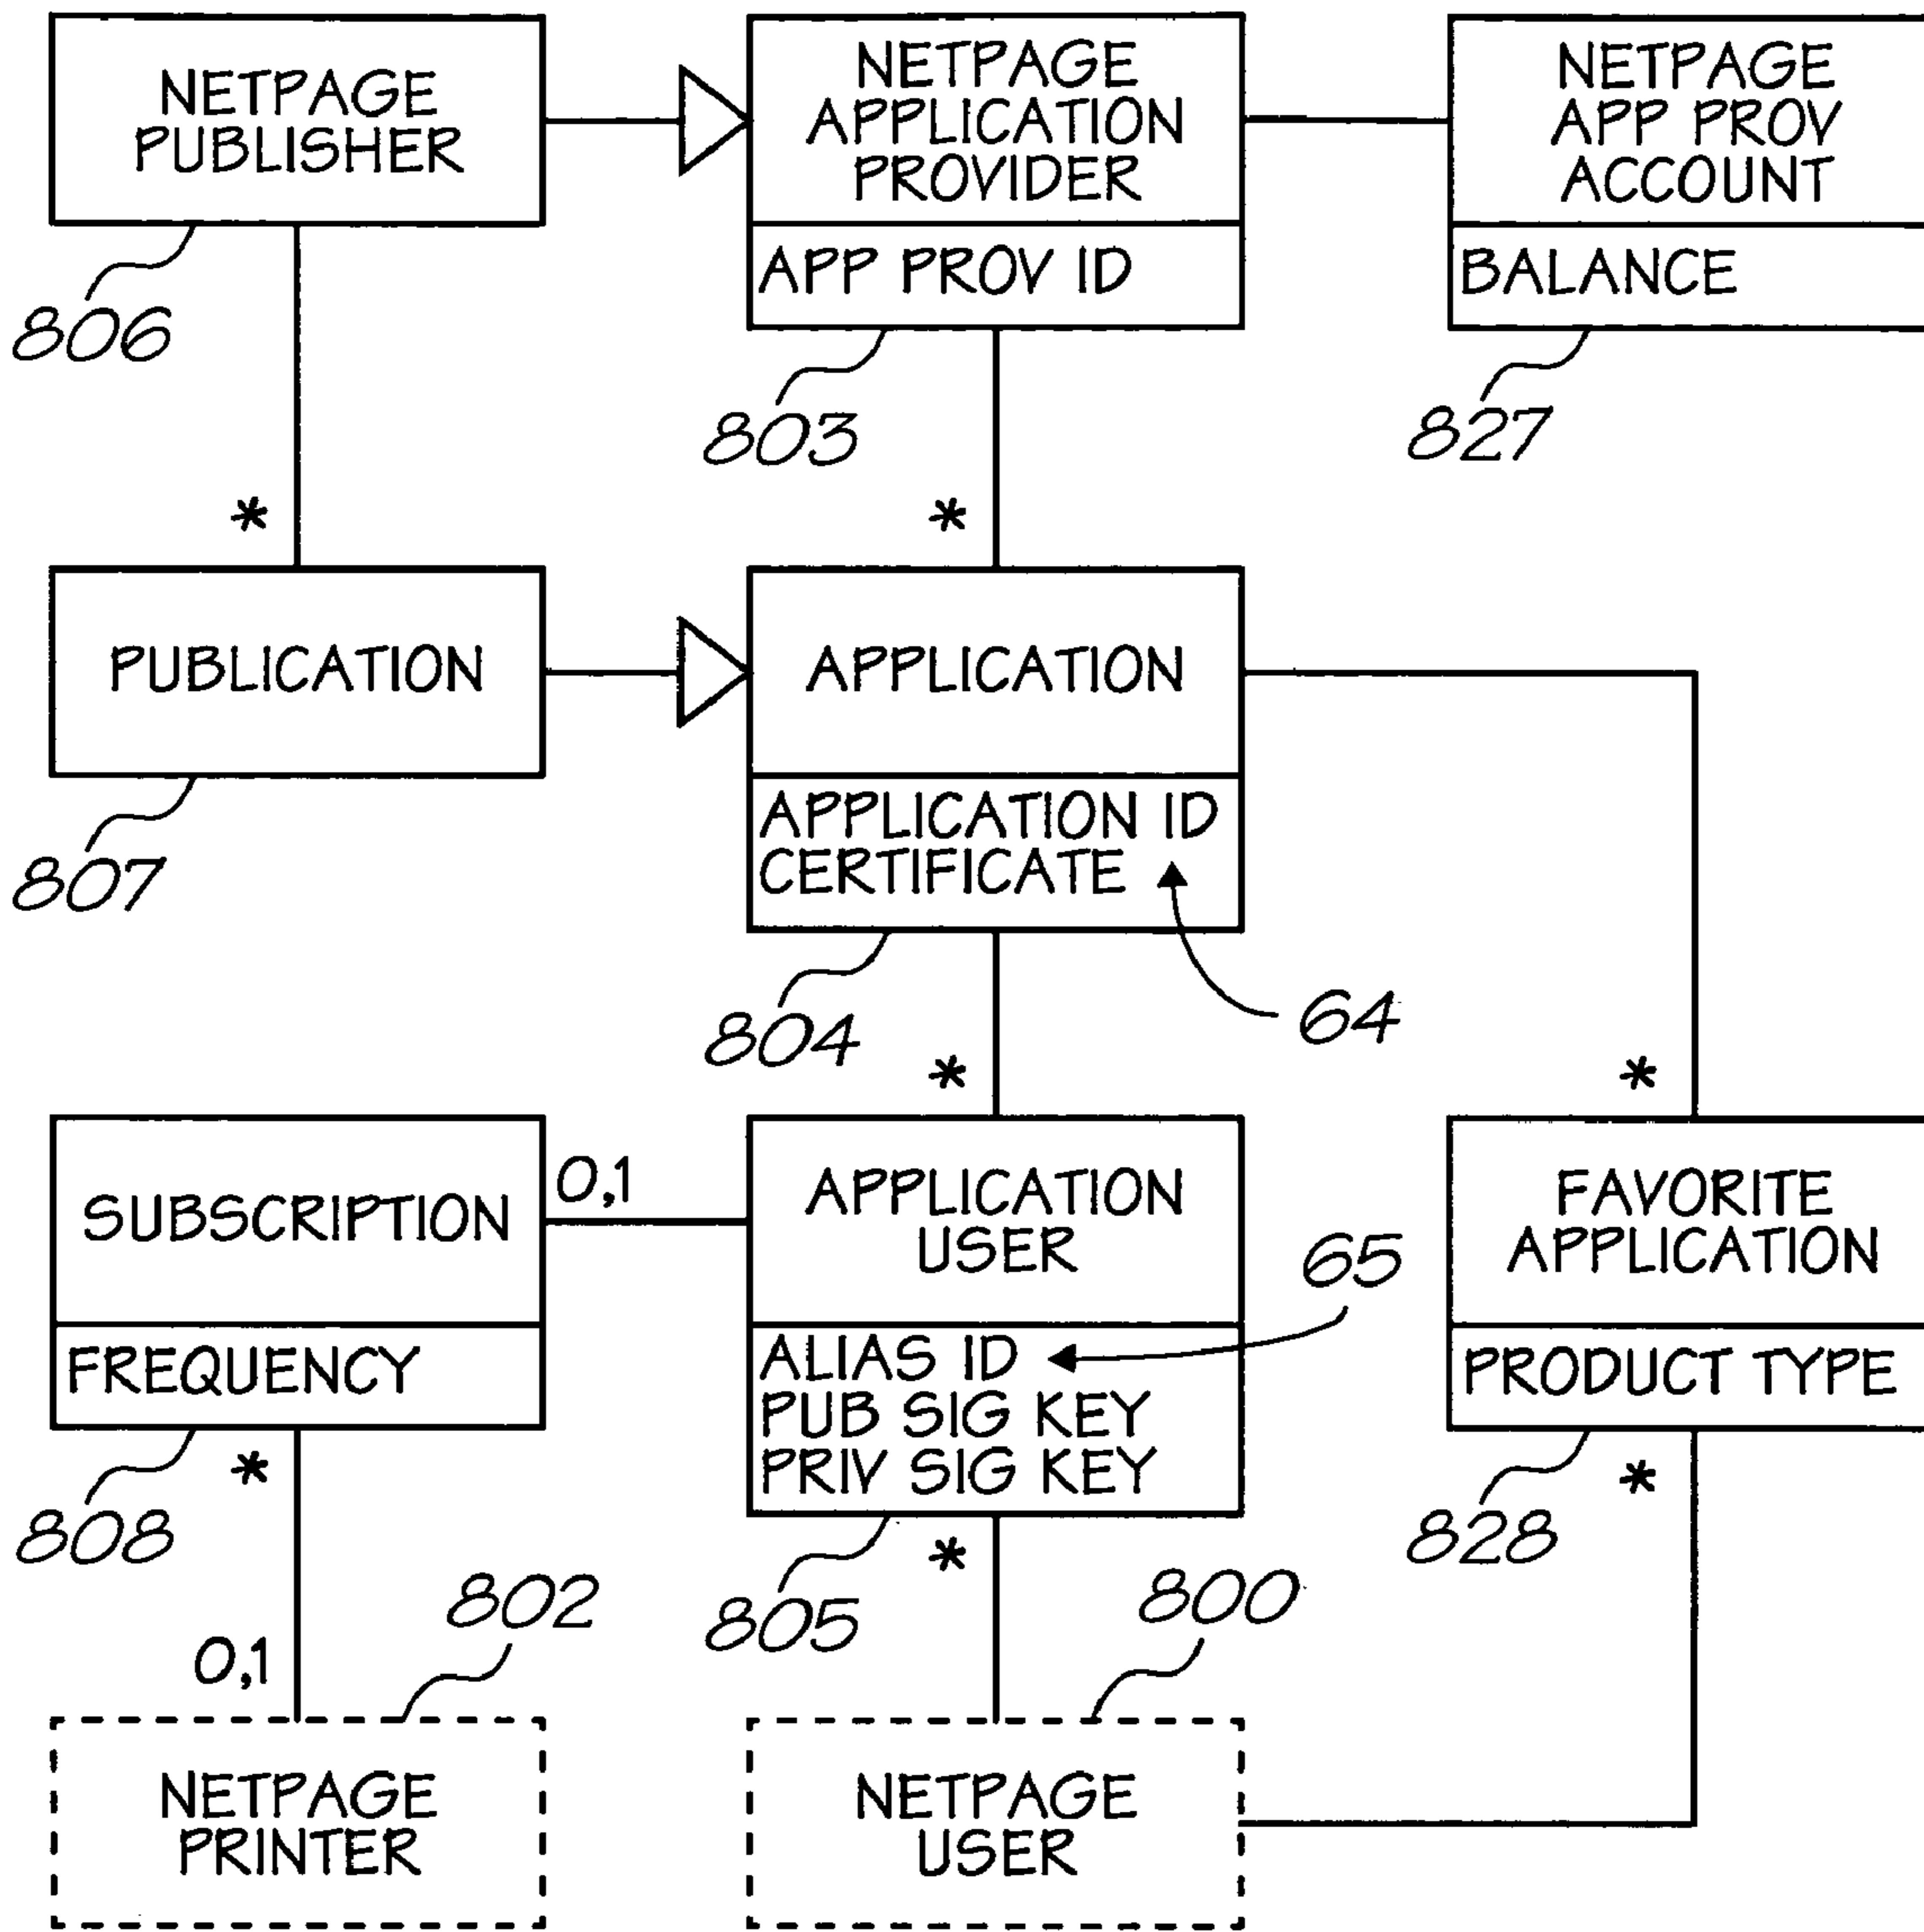 NETPAGE
PUBLISHER
NETPAGE
APPLICATION
PROVIDER
APP PROV ID
NETPAGE
APP PROV
ACCOUNT
BALANCE
806
803
827
*
*
PUBLICATION
APPLICATION
APPLICATION ID
CERTIFICATE
807
804
64
*
*
SUBSCRIPTION
FREQUENCY
0,1
APPLICATION
USER
ALIAS ID
PUB SIG KEY
PRIV SIG KEY
65
FAVORITE
APPLICATION
PRODUCT TYPE
808
*
805
*
828
*
802
800
0,1
NETPAGE
PRINTER
NETPAGE
USER